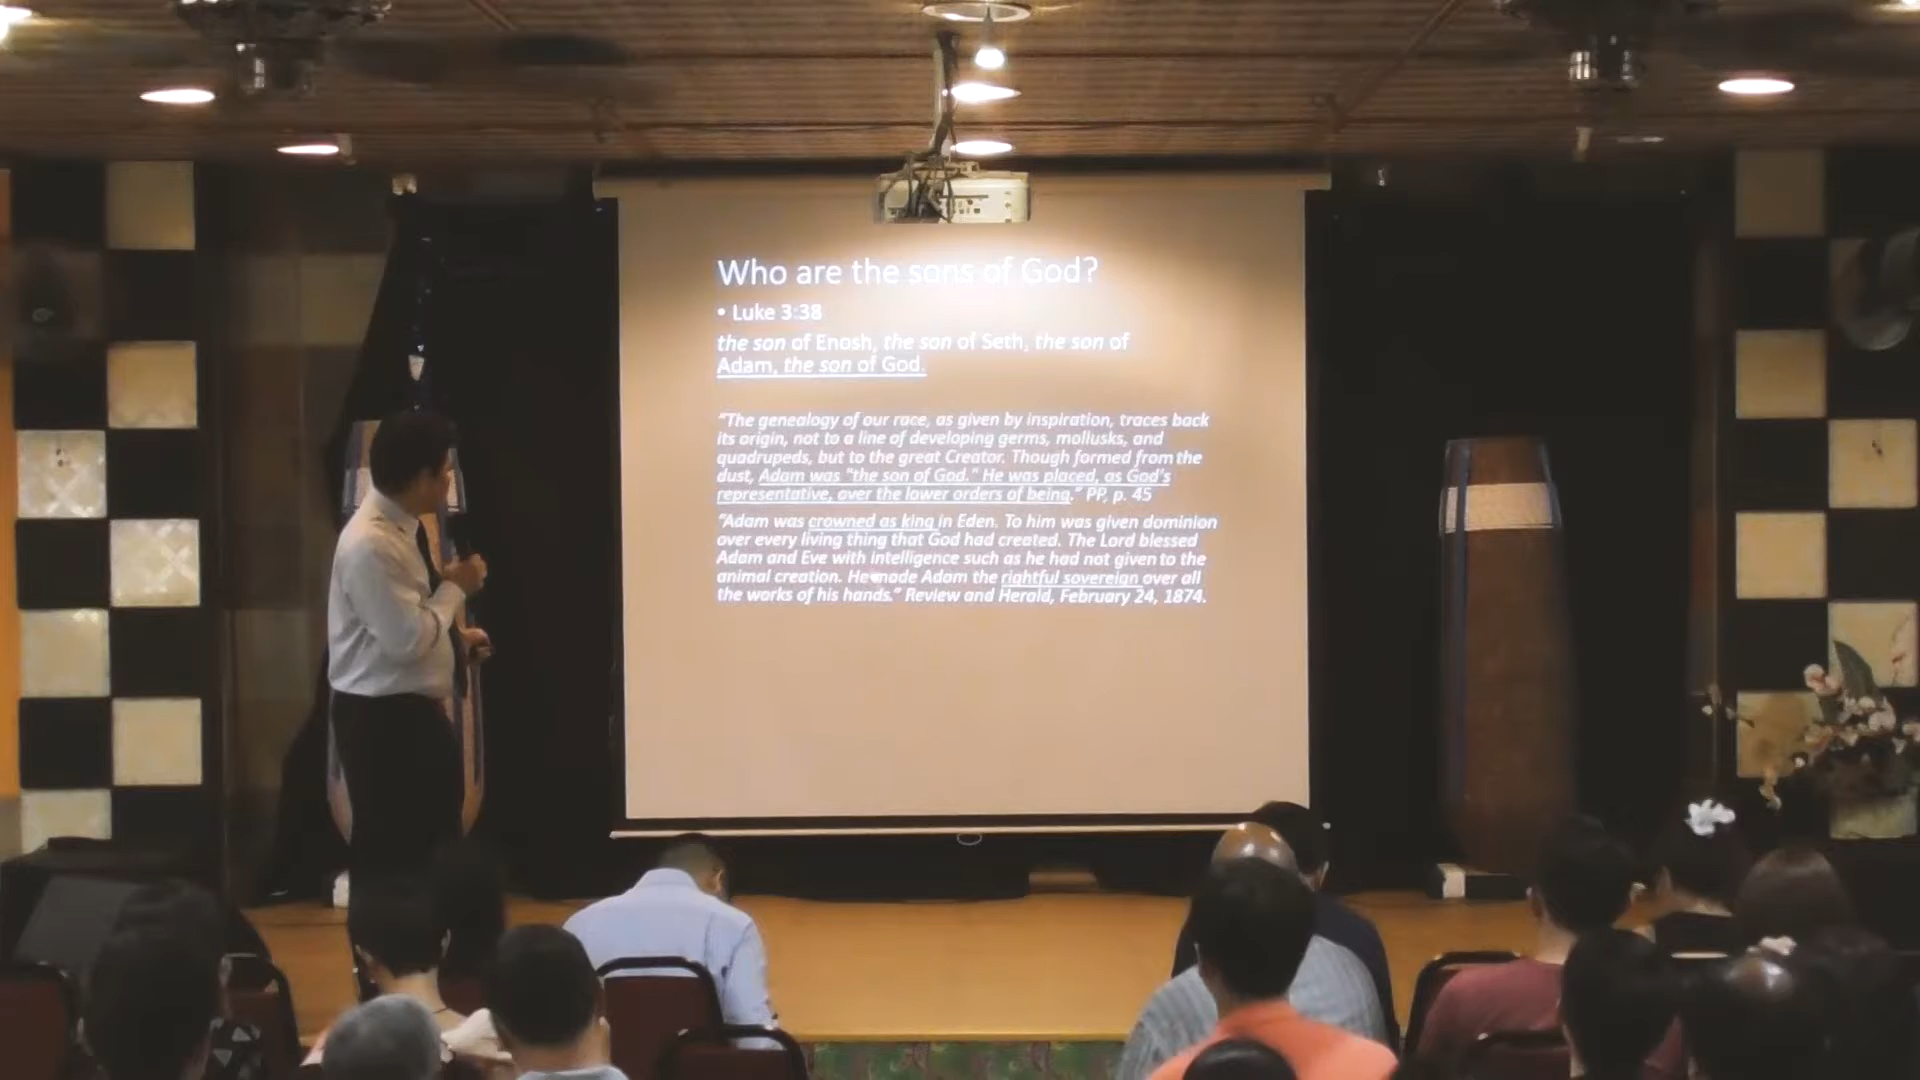 Who are the sons of God?
• Luke 3:38
the son of Enosh, the son of Seth, the son of
Adam, the son of God.
"The genealogy of our race, as given by inspiration, traces back
its origin, not to a line of developing germs, mollusks, and
quadrupeds, but to the great Creator. Though formed from the
dust, Adam was "the son of God." He was placed, as God's
representative, over the lower orders of being." PP, p. 45
"Adam was crowned as king in Eden. To him was given dominion
over every living thing that God had created. The Lord blessed
Adam and Eve with intelligence such as he had not given to the
animal creation. He made Adam the rightful sovereign over all
the works of his hands." Review and Herald, February 24, 1874.